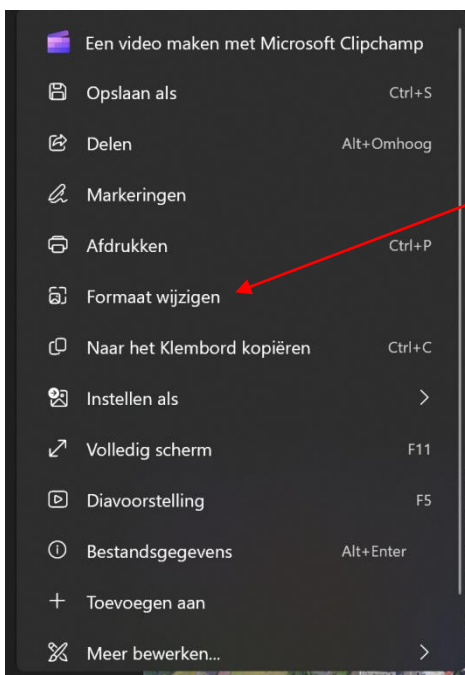 Een video maken met Microsoft Clipchamp
Opslaan als Ctrl+S
Delen Alt+Omhoog
Markeringen
Afdrukken Ctrl+P
Formaat wijzigen
Naar het Klembord kopiëren Ctrl+C
Instellen als
Volledig scherm F11
Diavoorstelling F5
Bestandsgegevens Alt+Enter
Toevoegen aan
Meer bewerken...